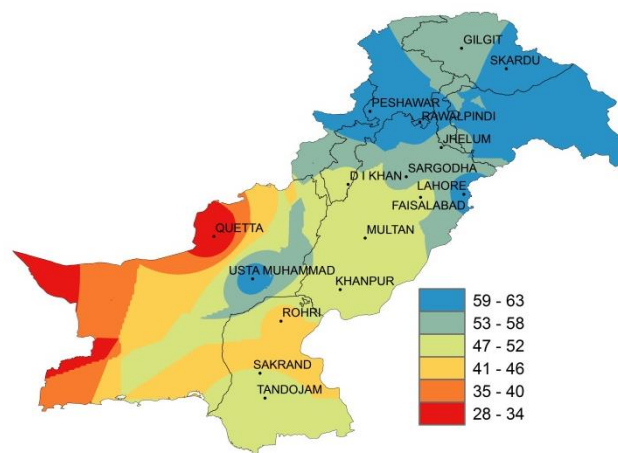 GILGIT
SKARDU
PESHAWAR
RAWALPINDI
JHELUM
D I KHAN
SARGODHA
LAHORE
FAISALABAD
QUETTA
MULTAN
USTA MUHAMMAD
KHANPUR
ROHRI
SAKRAND
TANDOJAM
59 - 63
53 - 58
47 - 52
41 - 46
35 - 40
28 - 34